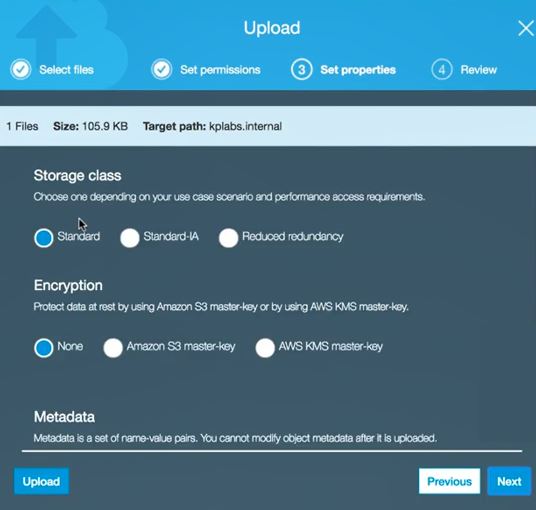 Upload
Select files
Set permissions
3 Set properties
4 Review
1 Files Size: 105.9 KB Target path: kplabs.internal
Storage class
Choose one depending on your use case scenario and performance access requirements.
Standard Standard-IA Reduced redundancy
Encryption
Protect data at rest by using Amazon S3 master-key or by using AWS KMS master-key.
None Amazon S3 master-key AWS KMS master-key
Metadata
Metadata is a set of name-value pairs. You cannot modify object metadata after it is uploaded.
Upload Previous Next